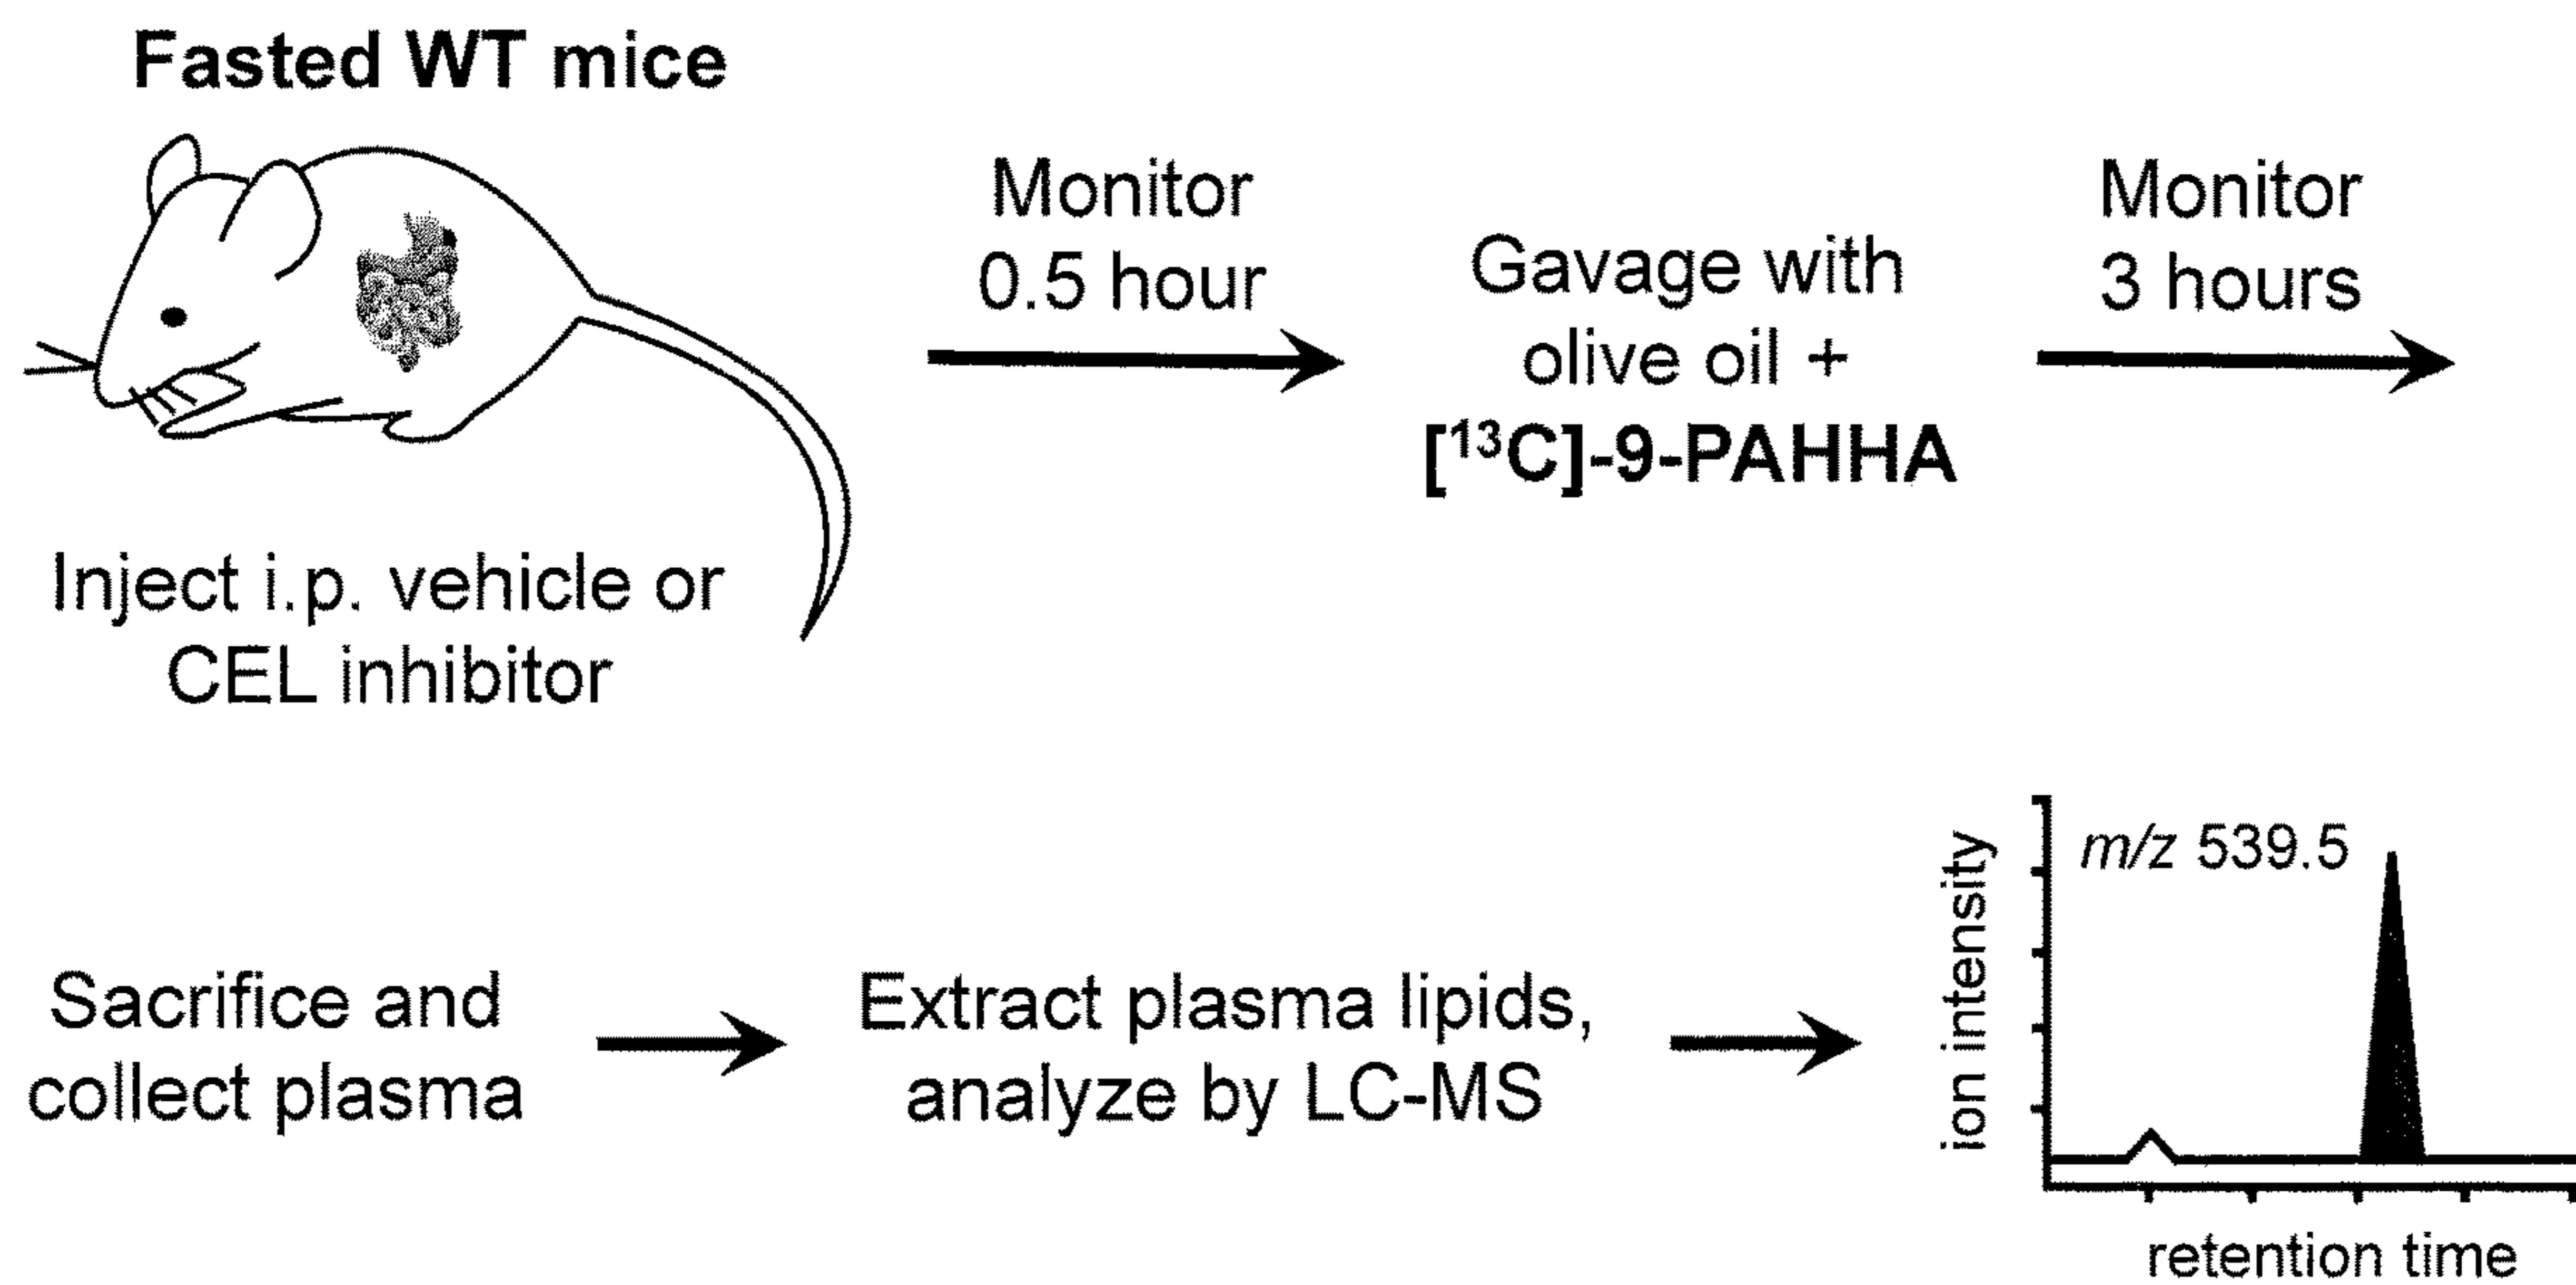 Fasted WT mice
Inject i.p. vehicle or
CEL inhibitor
Monitor
0.5 hour
Gavage with
olive oil +
[¹³C]-9-PAHHA
Monitor
3 hours
Sacrifice and
collect plasma
Extract plasma lipids,
analyze by LC-MS
ion intensity
m/z 539.5
retention time